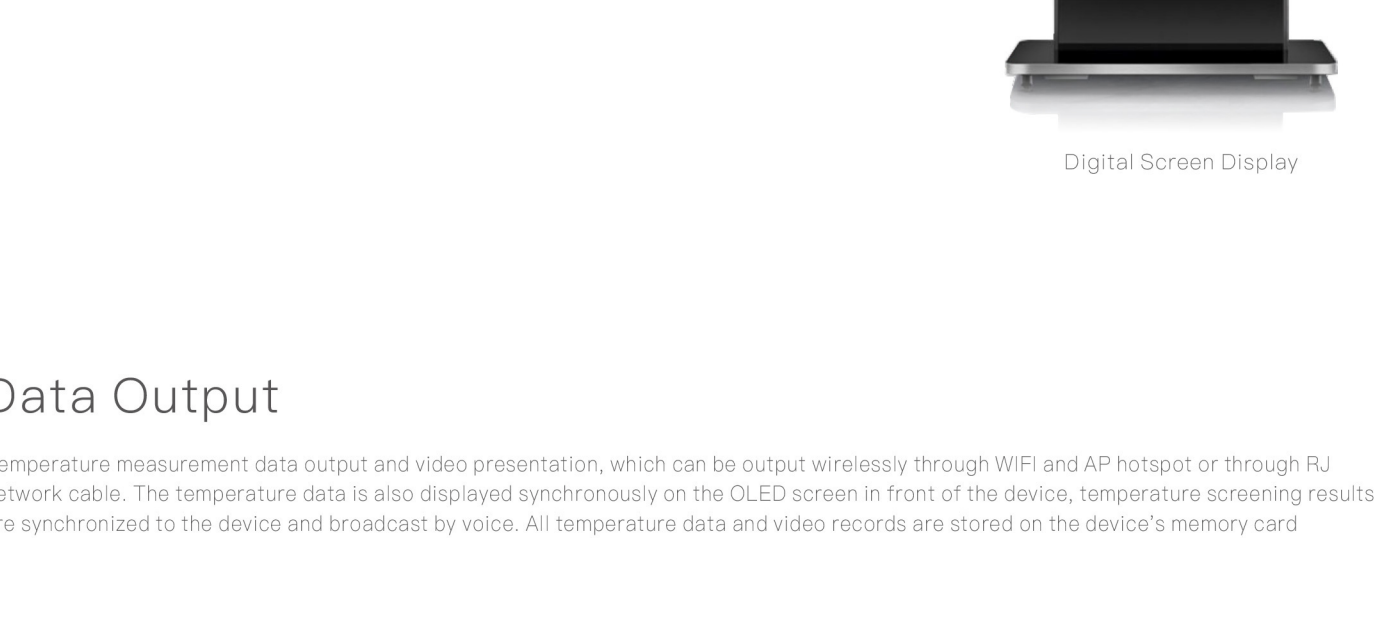 Digital Screen Display
Data Output
emperature measurement data output and video presentation, which can be output wirelessly through WIFI and AP hotspot or through RJ
etwork cable. The temperature data is also displayed synchronously on the OLED screen in front of the device, temperature screening results
re synchronized to the device and broadcast by voice. All temperature data and video records are stored on the device's memory card